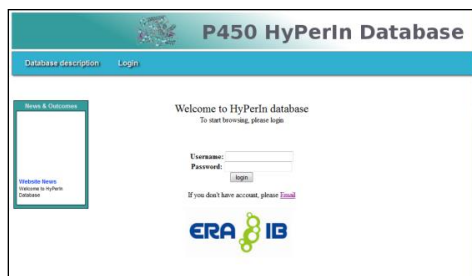 P450 HyPerIn Database
Database description Login
News & Outcomes
Website News
Welcome to HyPerIn
Database
Welcome to HyPerIn database
To start browsing, please login
Username:
Password:
login
If you don't have account, please Email
ERA IB